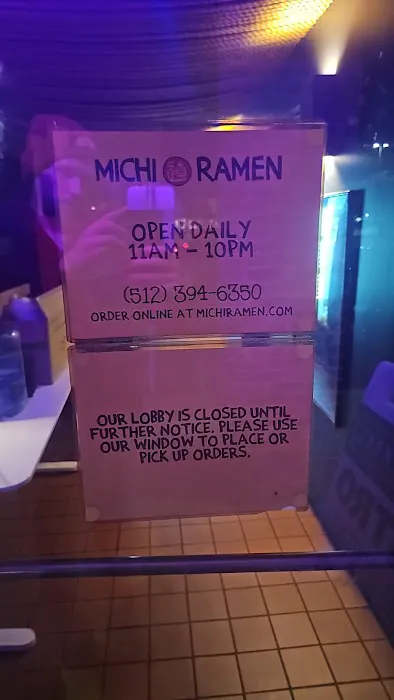 MICHI RAMEN
OPEN DAILY
11AM - 10PM
(512) 394-6350
ORDER ONLINE AT MICHIRAMEN.COM
OUR LOBBY IS CLOSED UNTIL
FURTHER NOTICE. PLEASE USE
OUR WINDOW TO PLACE OR
PICK UP ORDERS.